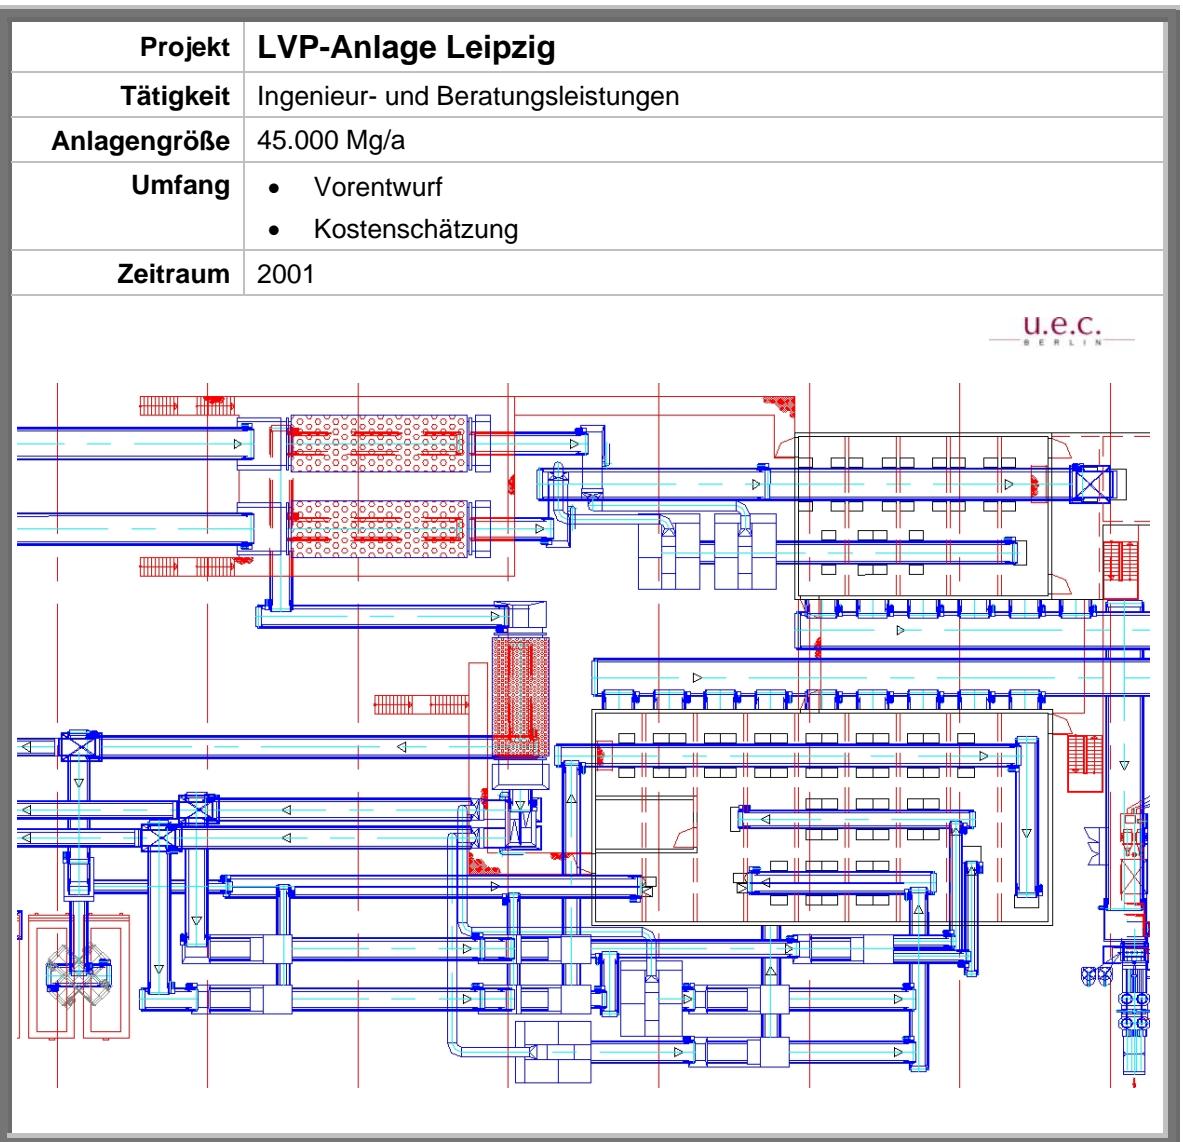 Projekt LVP-Anlage Leipzig
Tätigkeit Ingenieur- und Beratungsleistungen
Anlagengröße 45.000 Mg/a
Umfang • Vorentwurf
• Kostenschätzung
Zeitraum 2001
u.e.c.
BERLIN